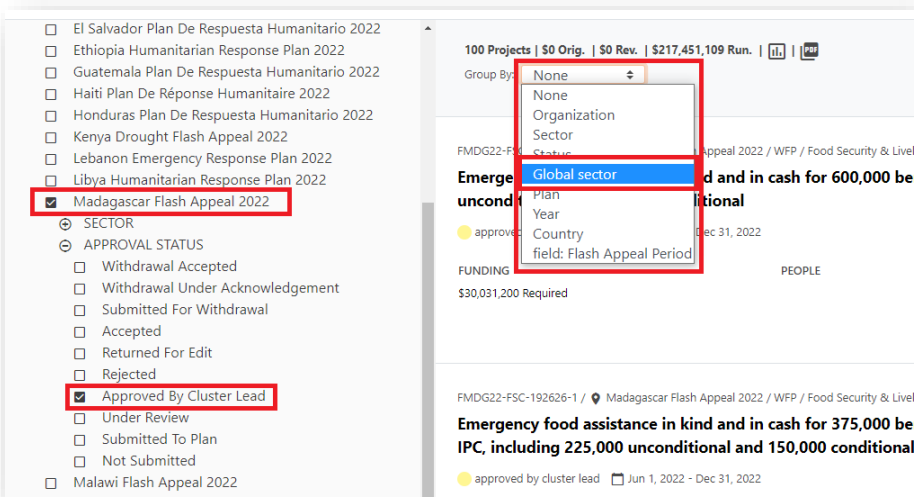 El Salvador Plan De Respuesta Humanitario 2022
Ethiopia Humanitarian Response Plan 2022
Guatemala Plan De Respuesta Humanitario 2022
Haiti Plan De Réponse Humanitaire 2022
Honduras Plan De Respuesta Humanitario 2022
Kenya Drought Flash Appeal 2022
Lebanon Emergency Response Plan 2022
Libya Humanitarian Response Plan 2022
Madagascar Flash Appeal 2022
SECTOR
APPROVAL STATUS
Withdrawal Accepted
Withdrawal Under Acknowledgement
Submitted For Withdrawal
Accepted
Returned For Edit
Rejected
Approved By Cluster Lead
Under Review
Submitted To Plan
Not Submitted
Malawi Flash Appeal 2022
100 Projects | $0 Orig. | $0 Rev. | $217,451,109 Run. | | PDF
Group By: None
None
Organization
Sector
Status
Global sector
Plan
Year
Country
field: Flash Appeal Period
FMDG22-FS Appeal 2022 / WFP / Food Security & Livel
Emerge d and in cash for 600,000 be
uncond ditional
approved Dec 31, 2022
FUNDING PEOPLE
$30,031,200 Required
FMDG22-FSC-192626-1 / Madagascar Flash Appeal 2022 / WFP / Food Security & Livel
Emergency food assistance in kind and in cash for 375,000 be
IPC, including 225,000 unconditional and 150,000 conditional
approved by cluster lead Jun 1, 2022 - Dec 31, 2022